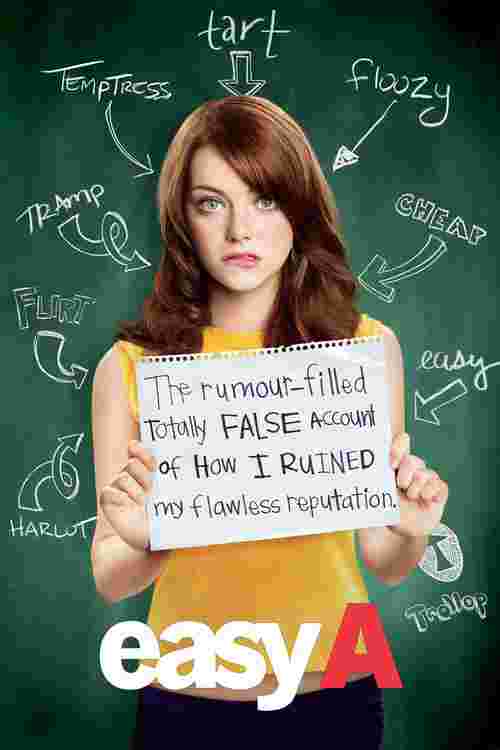 tart
TEMPTRESS
floozy
TRAMP
CHEAP
FLIRT
easy
The rumour-filled
Totally FALSE Account
of How I RUINED
my flawless reputation.
HARLOT
Trollop
easy A